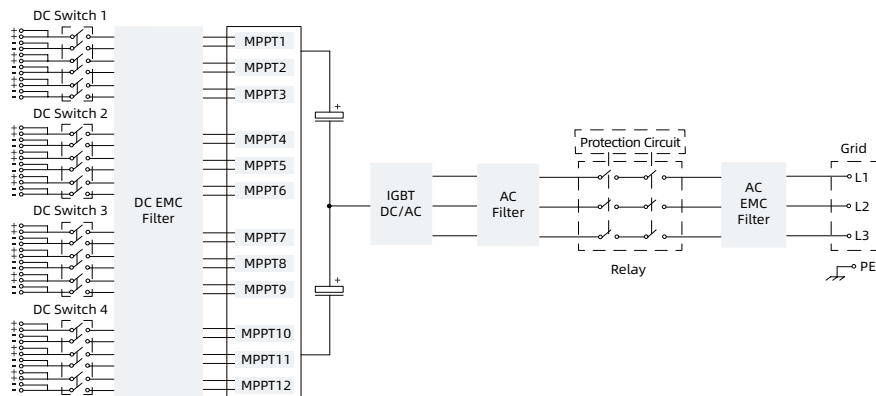 DC Switch 1
DC Switch 2
DC Switch 3
DC Switch 4
DC EMC
Filter
MPPT1
MPPT2
MPPT3
MPPT4
MPPT5
MPPT6
MPPT7
MPPT8
MPPT9
MPPT10
MPPT11
MPPT12
+
+
IGBT
DC/AC
AC
Filter
Protection Circuit
Relay
AC
EMC
Filter
Grid
L1
L2
L3
PE